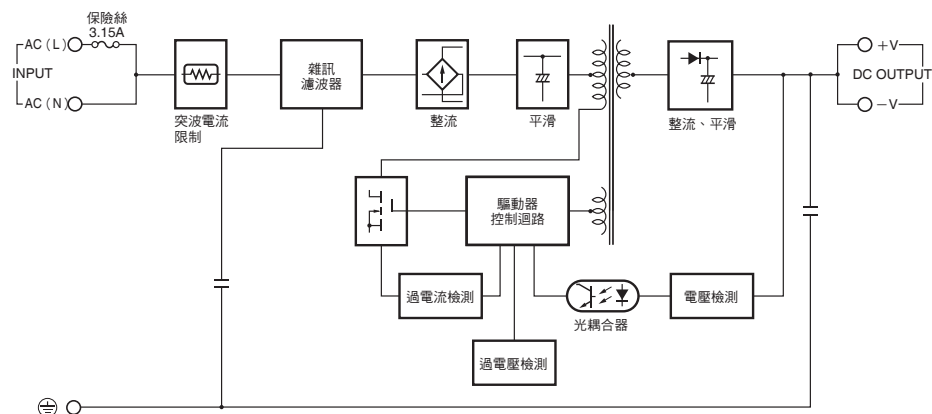 保險絲
3.15A
AC（L）
INPUT
AC（N）
突波電流
限制
雜訊
濾波器
整流
平滑
整流、平滑
+V
DC OUTPUT
−V
驅動器
控制迴路
過電流檢測
光耦合器
電壓檢測
過電壓檢測